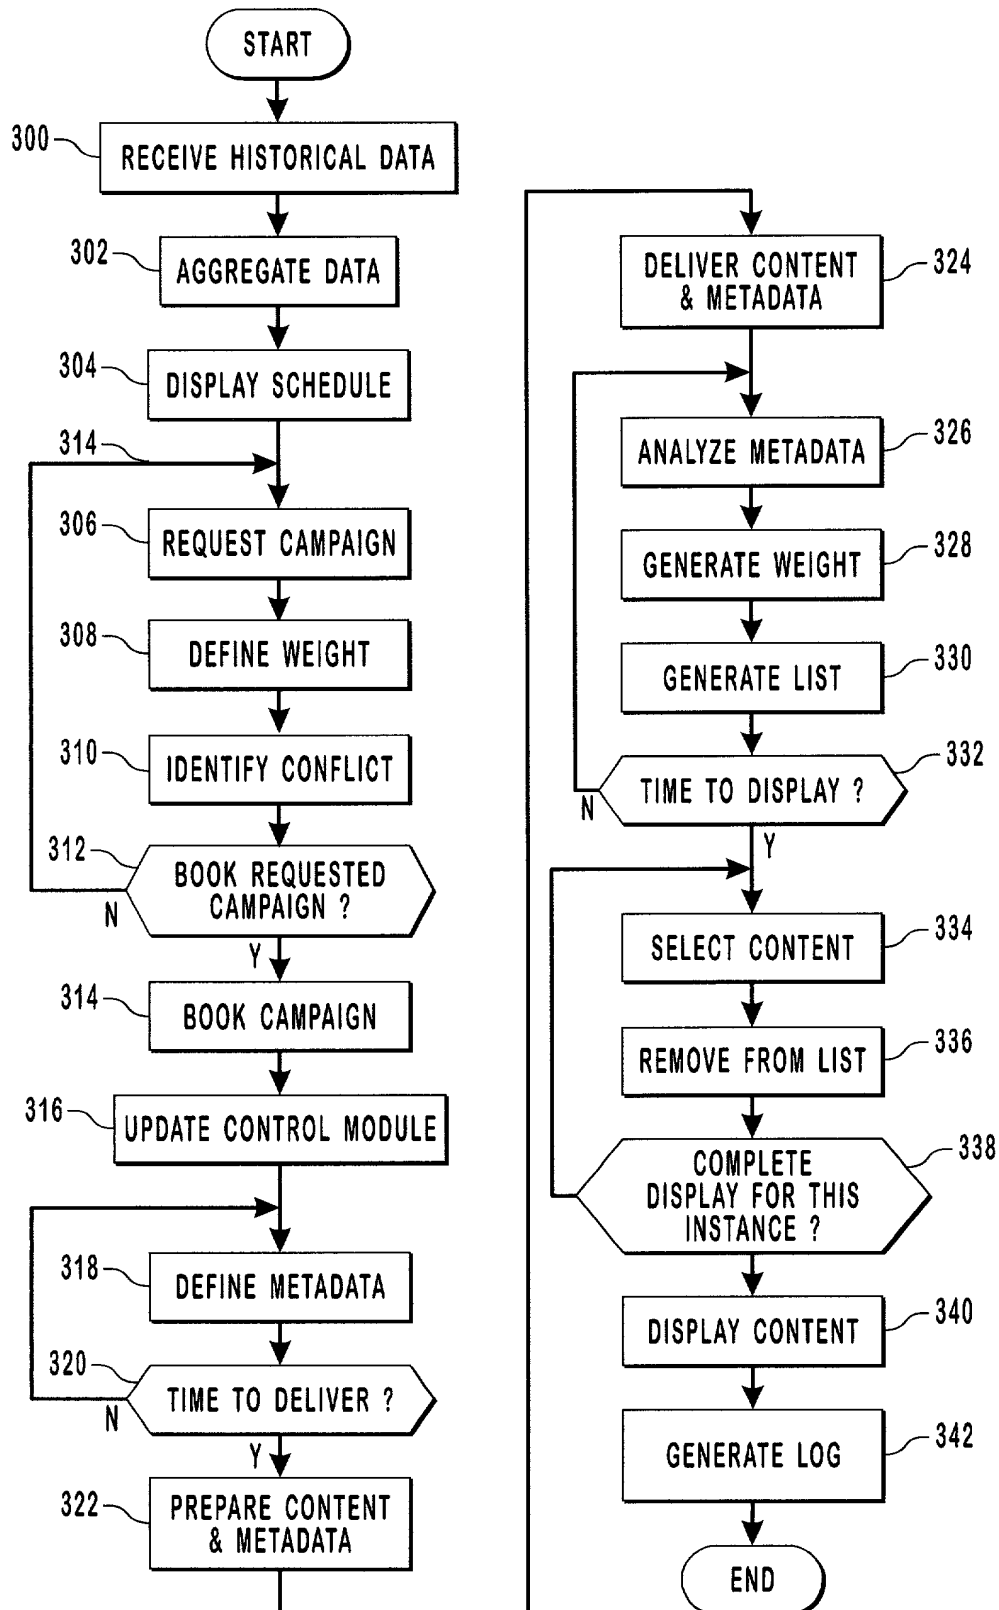 START
300
RECEIVE HISTORICAL DATA
302
AGGREGATE DATA
304
DISPLAY SCHEDULE
314
306
REQUEST CAMPAIGN
308
DEFINE WEIGHT
310
IDENTIFY CONFLICT
312
BOOK REQUESTED
CAMPAIGN ?
N
Y
314
BOOK CAMPAIGN
316
UPDATE CONTROL MODULE
318
DEFINE METADATA
320
TIME TO DELIVER ?
N
Y
322
PREPARE CONTENT
& METADATA
DELIVER CONTENT
& METADATA
324
ANALYZE METADATA
326
GENERATE WEIGHT
328
GENERATE LIST
330
TIME TO DISPLAY ?
332
N
Y
SELECT CONTENT
334
REMOVE FROM LIST
336
COMPLETE
DISPLAY FOR THIS
INSTANCE ?
338
DISPLAY CONTENT
340
GENERATE LOG
342
END